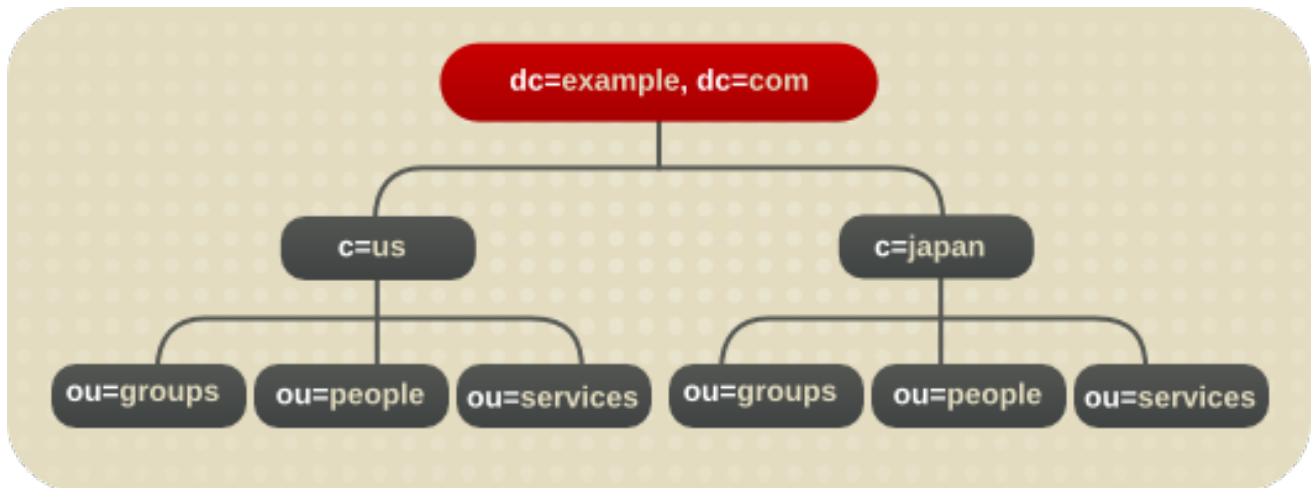 dc=example, dc=com
c=us
c=japan
ou=groups
ou=people
ou=services
ou=groups
ou=people
ou=services